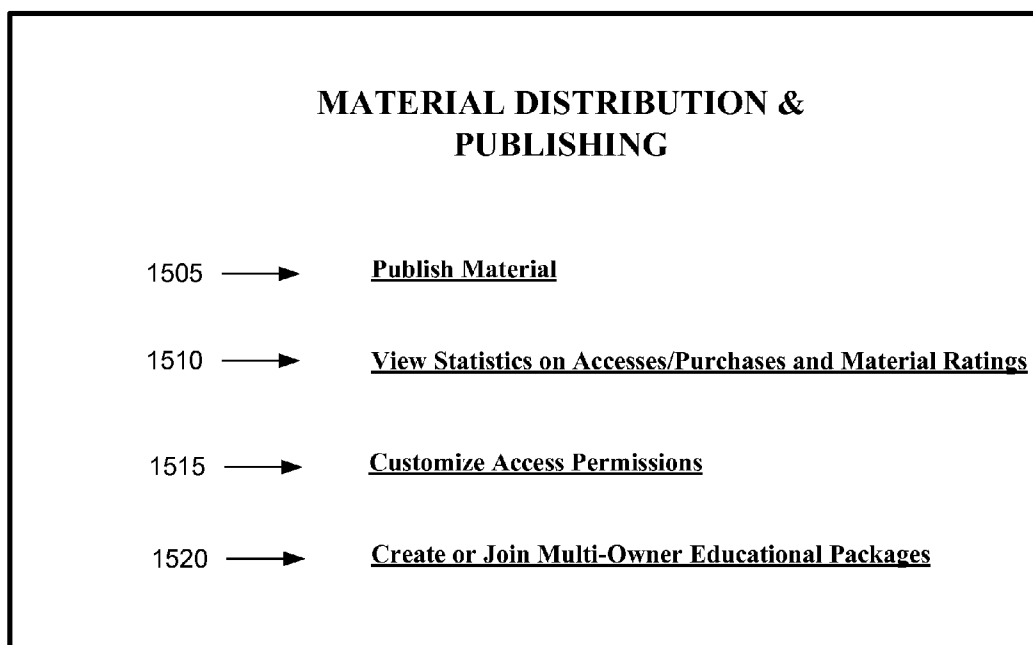 MATERIAL DISTRIBUTION &
PUBLISHING
1505 Publish Material
1510 View Statistics on Accesses/Purchases and Material Ratings
1515 Customize Access Permissions
1520 Create or Join Multi-Owner Educational Packages